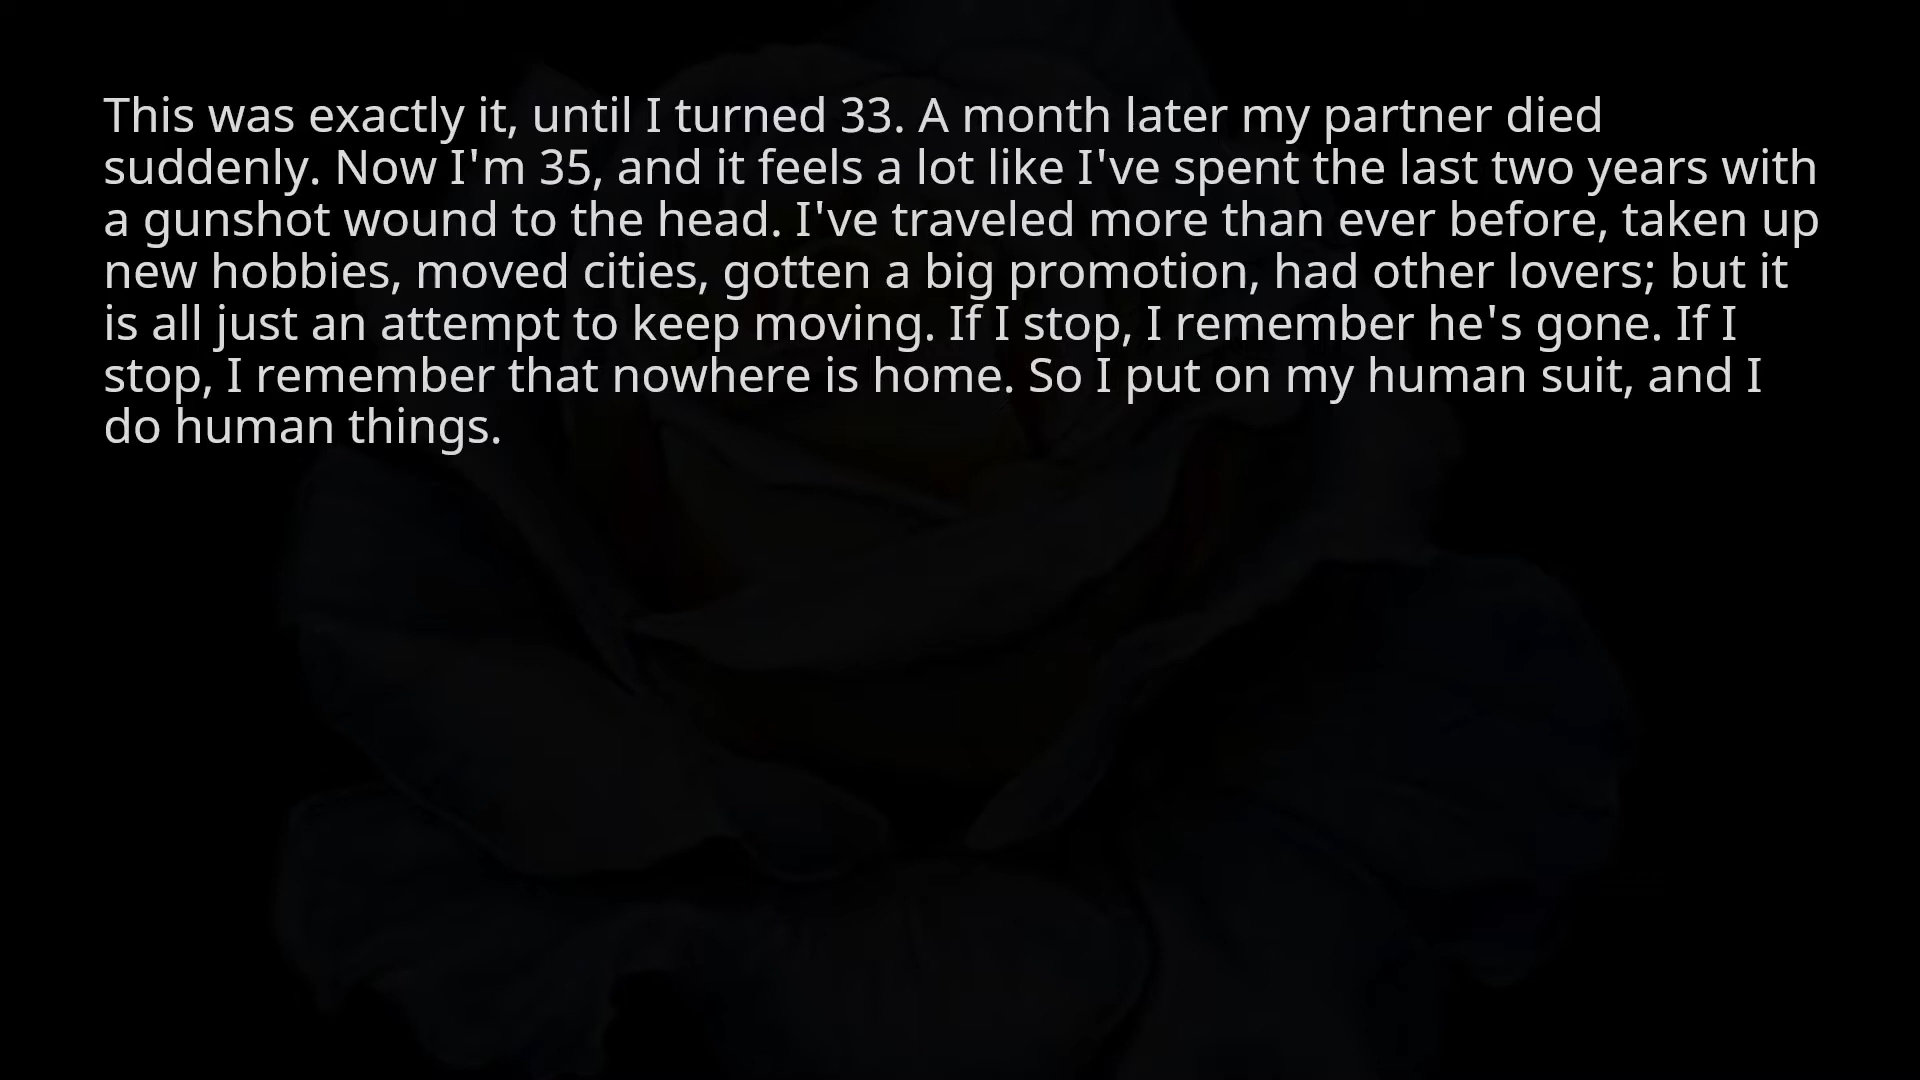 This was exactly it, until I turned 33. A month later my partner died
suddenly. Now I'm 35, and it feels a lot like I've spent the last two years with
a gunshot wound to the head. I've traveled more than ever before, taken up
new hobbies, moved cities, gotten a big promotion, had other lovers; but it
is all just an attempt to keep moving. If I stop, I remember he's gone. If I
stop, I remember that nowhere is home. So I put on my human suit, and I
do human things.